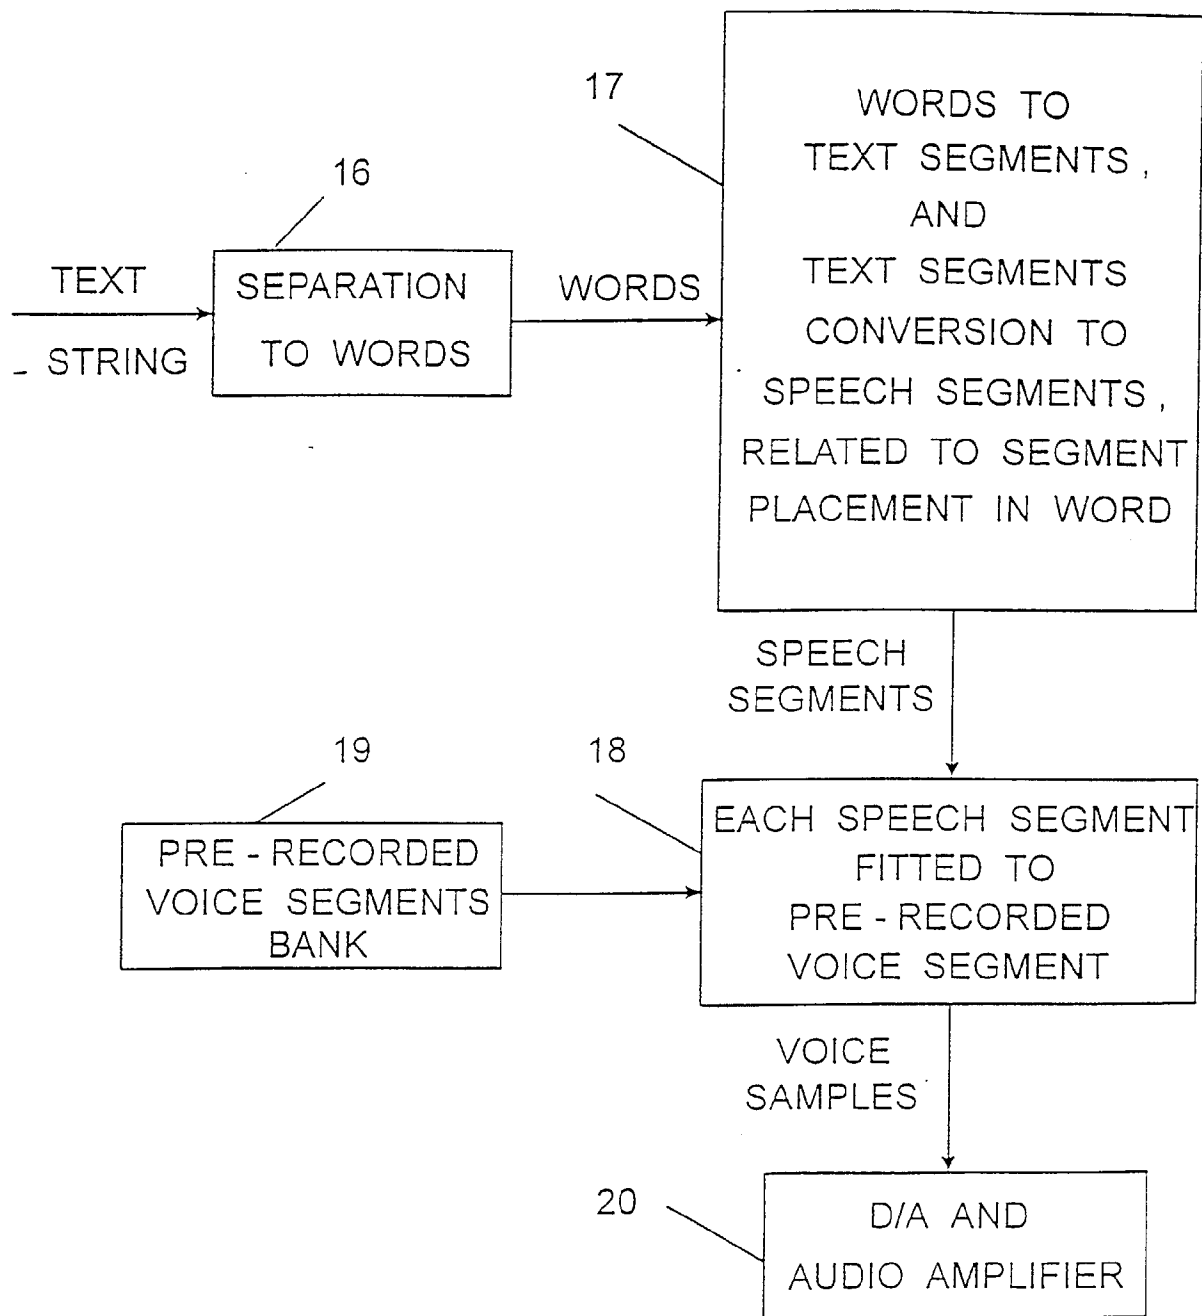 17
WORDS TO
TEXT SEGMENTS,
AND
TEXT SEGMENTS
CONVERSION TO
SPEECH SEGMENTS,
RELATED TO SEGMENT
PLACEMENT IN WORD
16
TEXT
STRING
SEPARATION
TO WORDS
WORDS
SPEECH
SEGMENTS
19
PRE-RECORDED
VOICE SEGMENTS
BANK
18
EACH SPEECH SEGMENT
FITTED TO
PRE-RECORDED
VOICE SEGMENT
VOICE
SAMPLES
20
D/A AND
AUDIO AMPLIFIER